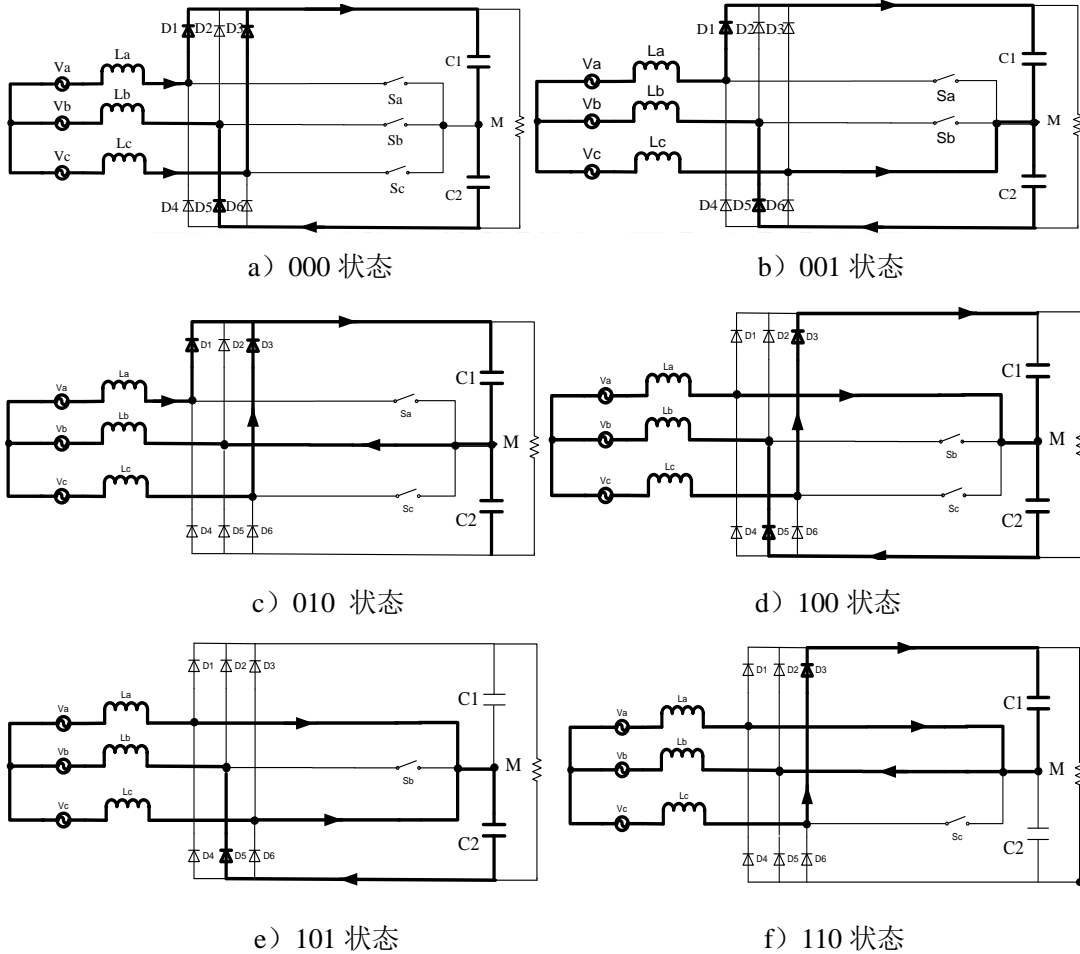 D1 D2 D3
La
Va
C1
Sa
Lb
Vb
M
Sb
Lc
Vc
Sc
C2
D4 D5 D6
a）000 状态
D1 D2 D3
La
C1
Va
Sa
Lb
Vb
M
Sb
Lc
Vc
C2
D4 D5 D6
b）001 状态
D1 D2 D3
La
C1
Va
Sa
Lb
Vb
M
Lc
Vc
Sc
C2
D4 D5 D6
c）010 状态
D1 D2 D3
La
C1
Va
Lb
Vb
M
Sb
Lc
Vc
Sc
C2
D4 D5 D6
d）100 状态
D1 D2 D3
La
C1
Va
Lb
Vb
M
Sb
Lc
Vc
C2
D4 D5 D6
e）101 状态
D1 D2 D3
La
C1
Va
Lb
Vb
M
Lc
Vc
Sc
C2
D4 D5 D6
f）110 状态